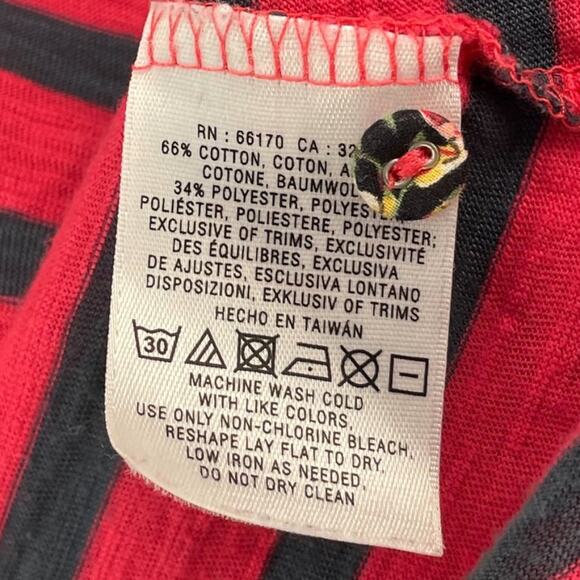 RN : 66170 CA : 32
66% COTTON, COTON, A
COTONE, BAUMWOL
34% POLYESTER, POLYESTE
POLIÉSTER, POLIESTERE, POLYESTER;
EXCLUSIVE OF TRIMS, EXCLUSIVITÉ
DES ÉQUILIBRES, EXCLUSIVA
DE AJUSTES, ESCLUSIVA LONTANO
DISPOSIZIONI, EXKLUSIV OF TRIMS
HECHO EN TAIWÁN
30
MACHINE WASH COLD
WITH LIKE COLORS,
USE ONLY NON-CHLORINE BLEACH,
RESHAPE LAY FLAT TO DRY,
LOW IRON AS NEEDED,
DO NOT DRY CLEAN